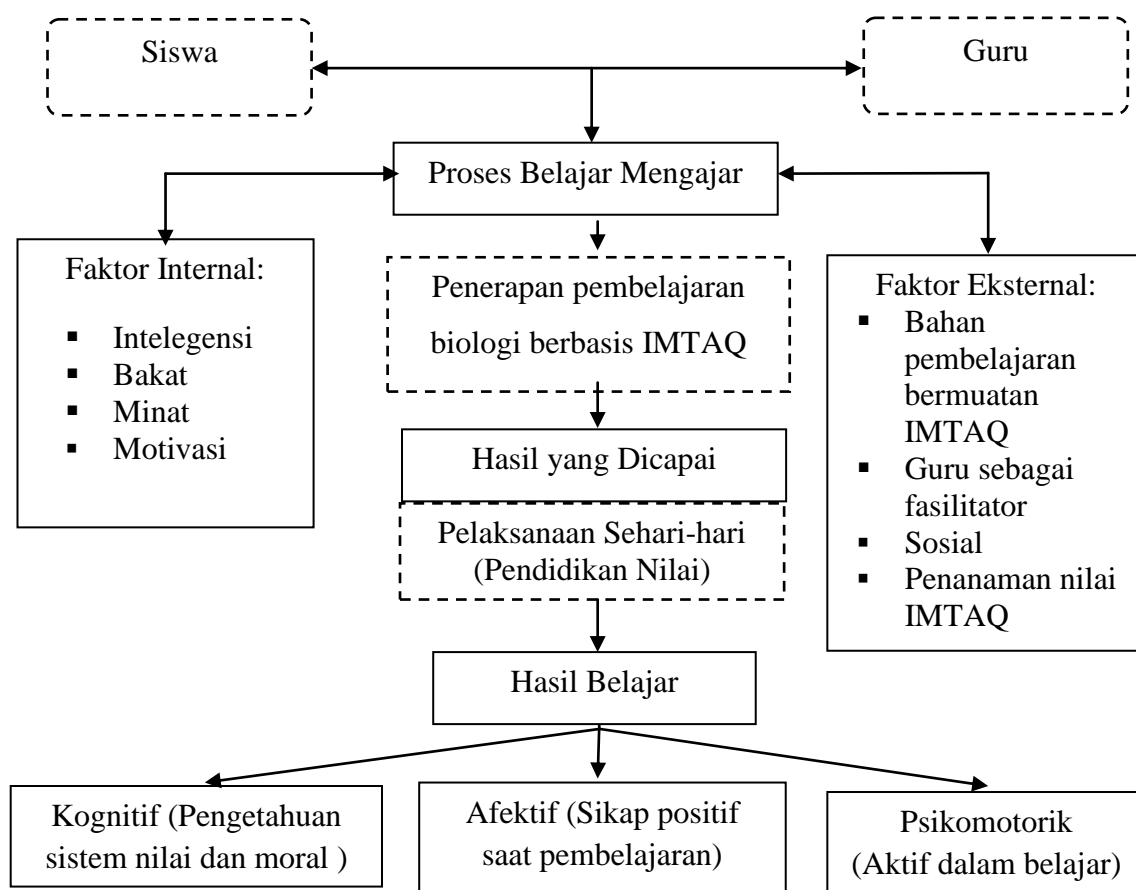 Siswa
Guru
Proses Belajar Mengajar
Faktor Internal:
▪ Intelegensi
▪ Bakat
▪ Minat
▪ Motivasi
Penerapan pembelajaran
biologi berbasis IMTAQ
Faktor Eksternal:
▪ Bahan
pembelajaran
bermuatan
IMTAQ
▪ Guru sebagai
fasilitator
▪ Sosial
▪ Penanaman nilai
IMTAQ
Hasil yang Dicapai
Pelaksanaan Sehari-hari
(Pendidikan Nilai)
Hasil Belajar
Kognitif (Pengetahuan
sistem nilai dan moral )
Afektif (Sikap positif
saat pembelajaran)
Psikomotorik
(Aktif dalam belajar)